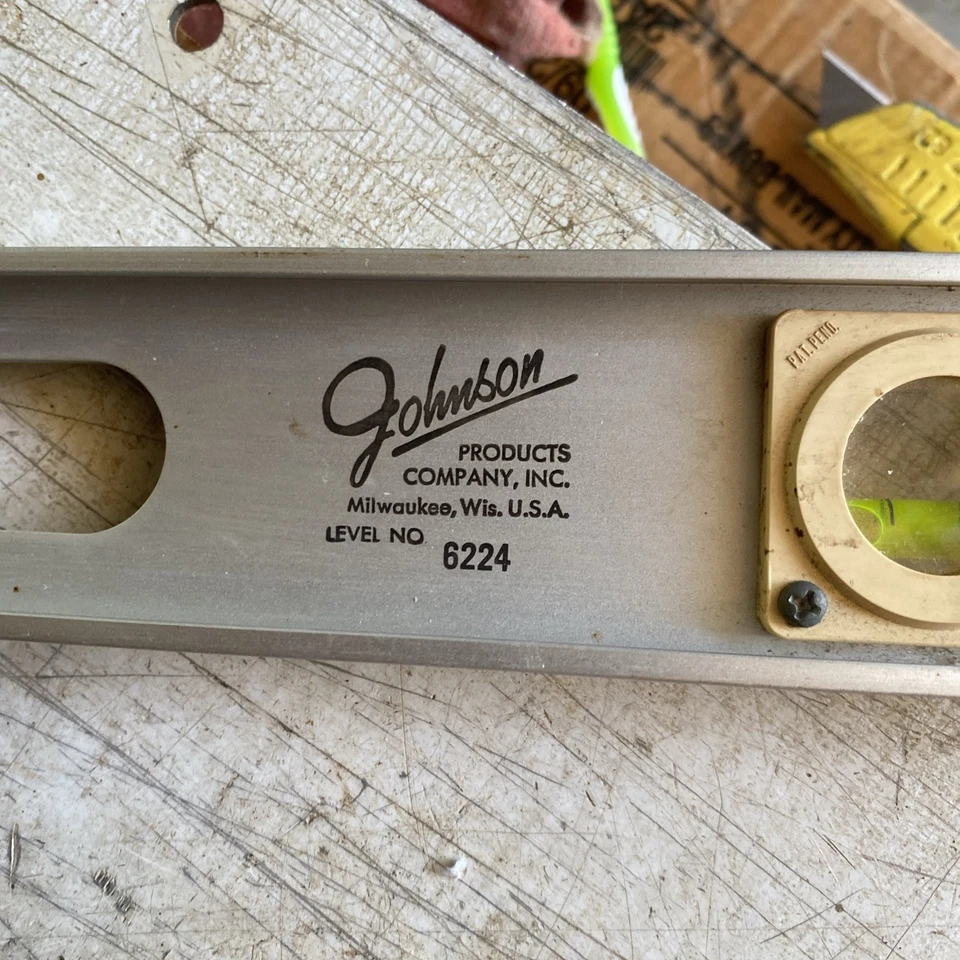 Johnson
PRODUCTS
COMPANY, INC.
Milwaukee, Wis. U.S.A.
LEVEL NO
6224
PAT. PEND.